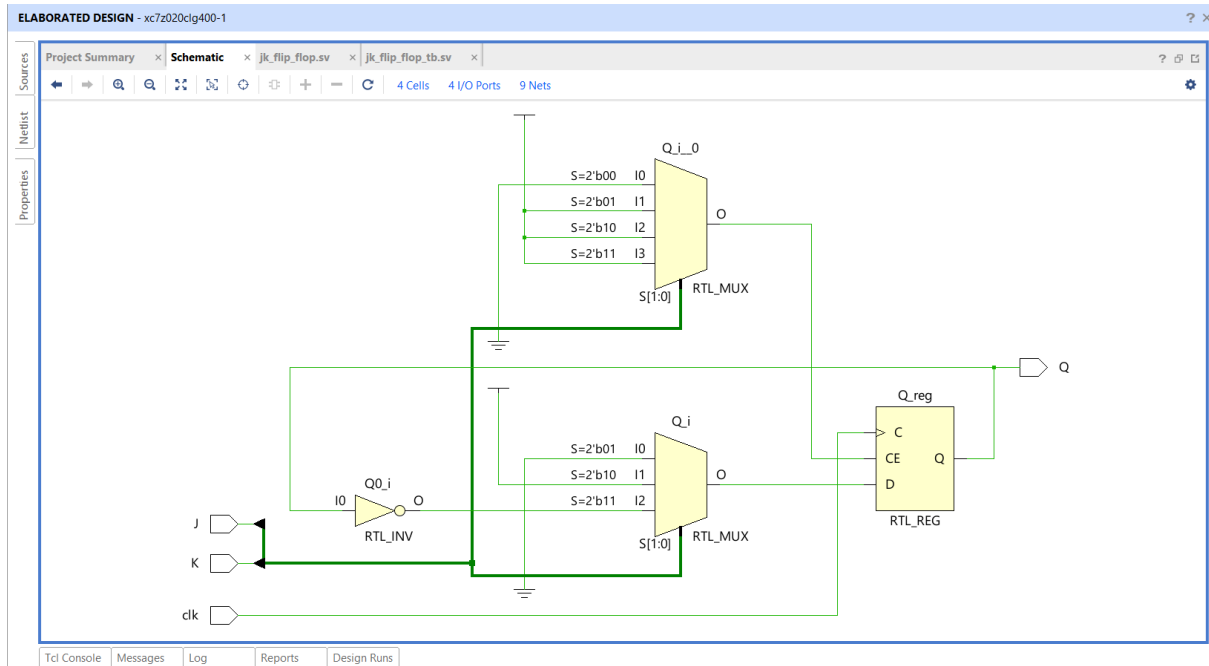 ELABORATED DESIGN - xc7z020clg400-1 ? ×
Sources
Netlist
Properties
Project Summary × Schematic × jk_flip_flop.sv × jk_flip_flop_tb.sv × ?
4 Cells 4 I/O Ports 9 Nets
Q_i__0
S=2'b00 I0
S=2'b01 I1
S=2'b10 I2
S=2'b11 I3
O
S[1:0] RTL_MUX
Q
Q_reg
C
CE Q
D
RTL_REG
Q_i
S=2'b01 I0
S=2'b10 I1
S=2'b11 I2
O
S[1:0] RTL_MUX
Q0_i
I0 O
RTL_INV
J
K
clk
Tcl Console Messages Log Reports Design Runs